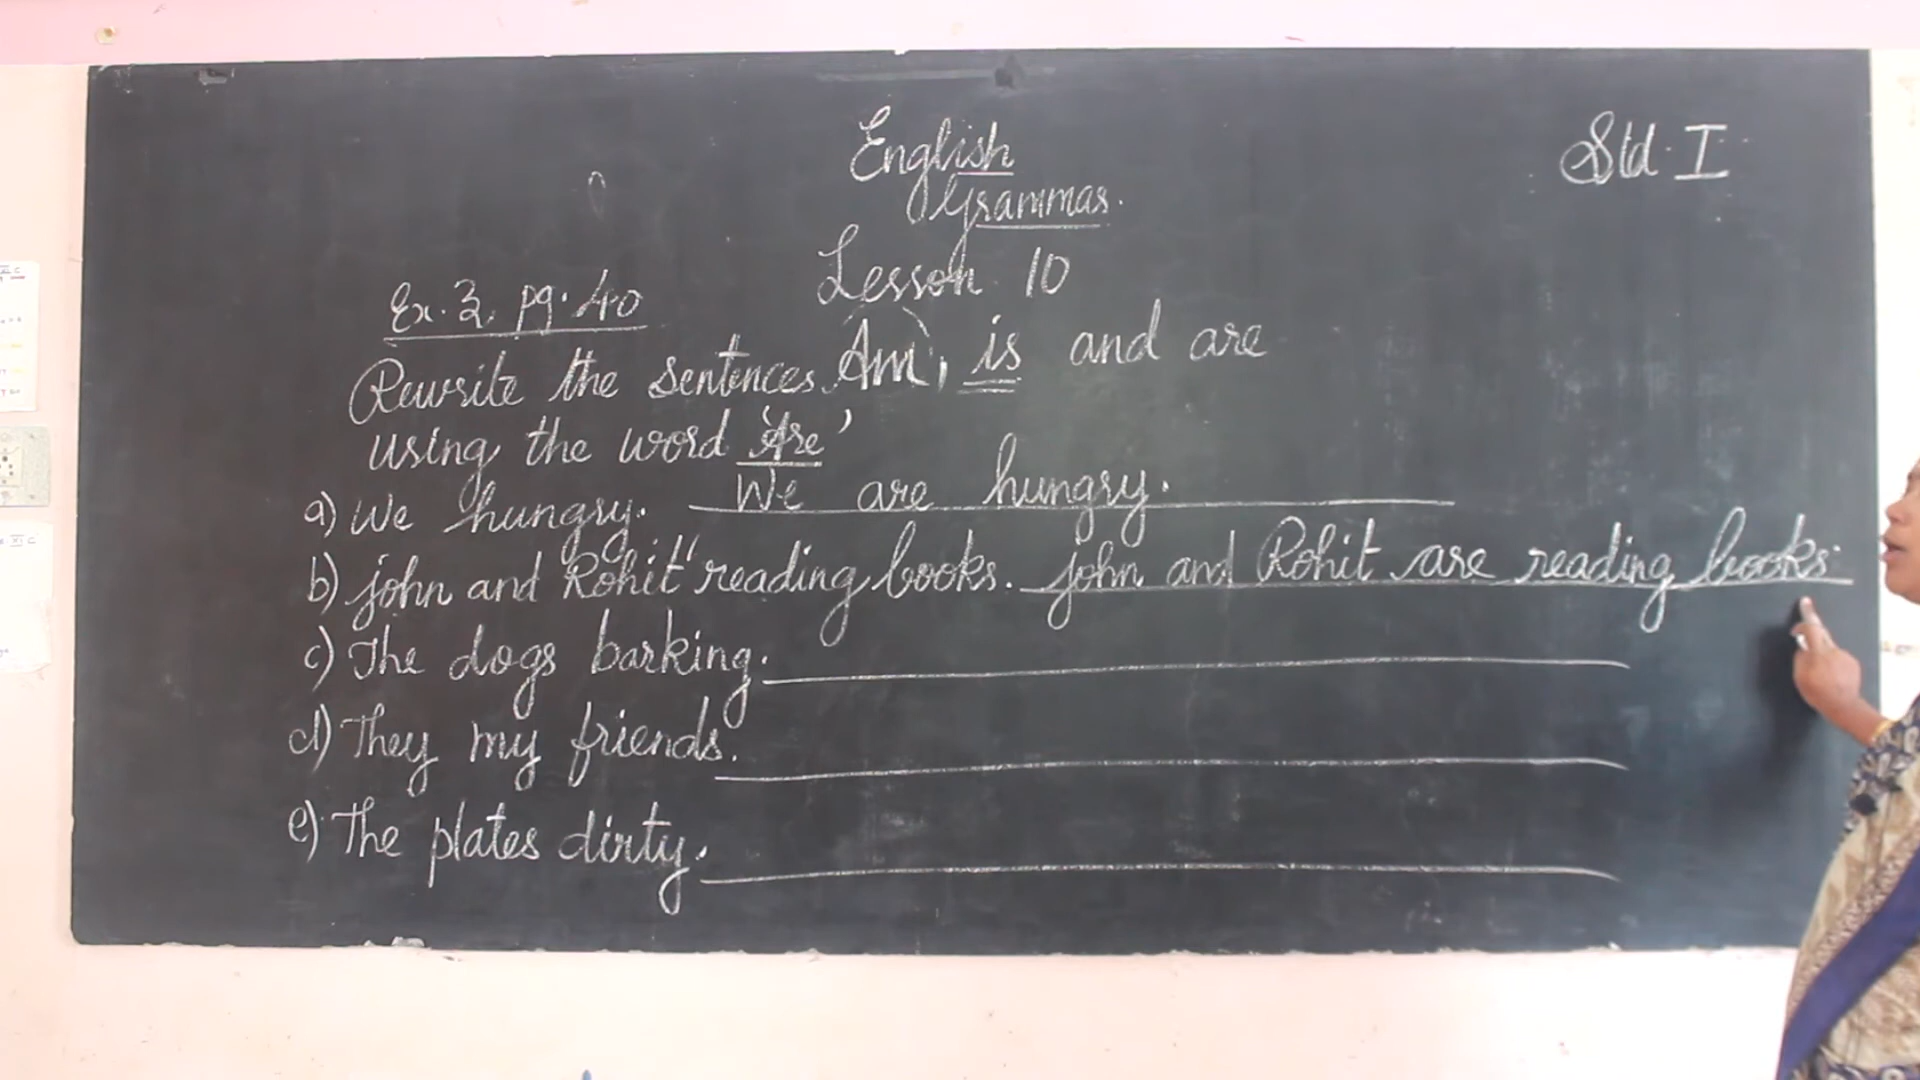 English
Std. I
Grammar.
Lesson 10
Ex. 3. pg. 40
Am, is and are
Rewrite the sentences
using the word 'Are'
a) We hungry. We are hungry.
b) john and Rohit reading books. john and Rohit are reading books.
c) The dogs barking.
d) They my friends.
e) The plates dirty.